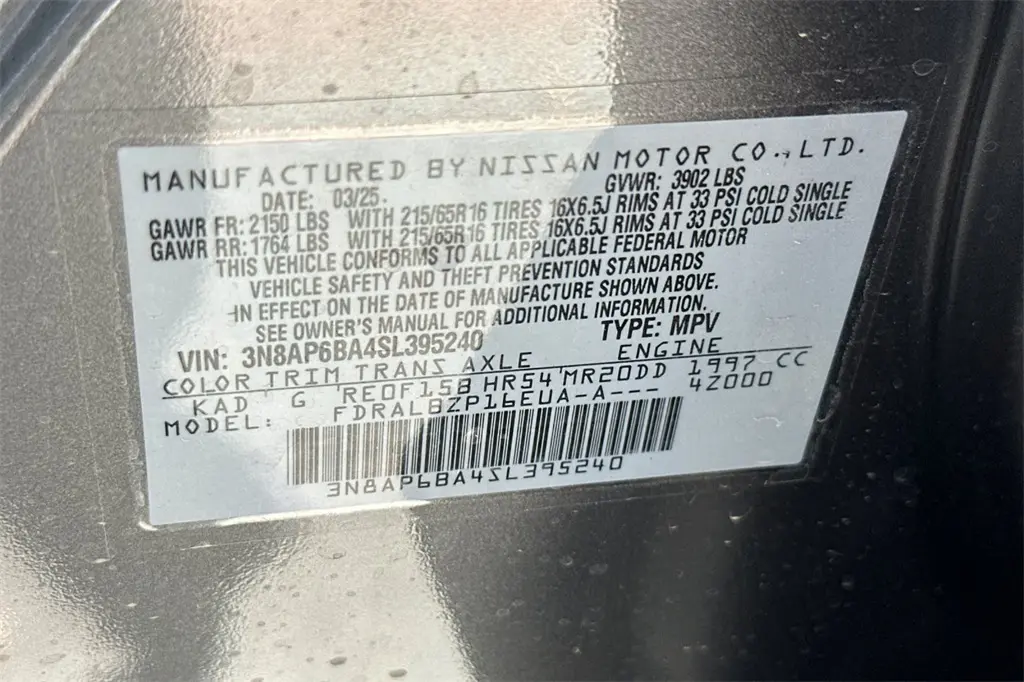 MANUFACTURED BY NISSAN MOTOR CO., LTD.
DATE: 03/25. GVWR: 3902 LBS
GAWR FR: 2150 LBS WITH 215/65R16 TIRES 16X6.5J RIMS AT 33 PSI COLD SINGLE
GAWR RR: 1764 LBS WITH 215/65R16 TIRES 16X6.5J RIMS AT 33 PSI COLD SINGLE
THIS VEHICLE CONFORMS TO ALL APPLICABLE FEDERAL MOTOR
VEHICLE SAFETY AND THEFT PREVENTION STANDARDS
IN EFFECT ON THE DATE OF MANUFACTURE SHOWN ABOVE.
SEE OWNER'S MANUAL FOR ADDITIONAL INFORMATION.
VIN: 3N8AP6BA4SL395240 TYPE: MPV
COLOR TRIM TRANS AXLE ENGINE
KAD G RE0F15B HR54 MR20DD 1997 CC
MODEL: FDRALBZP16EUA-A--- 4Z000
3N8AP6BA4SL395240